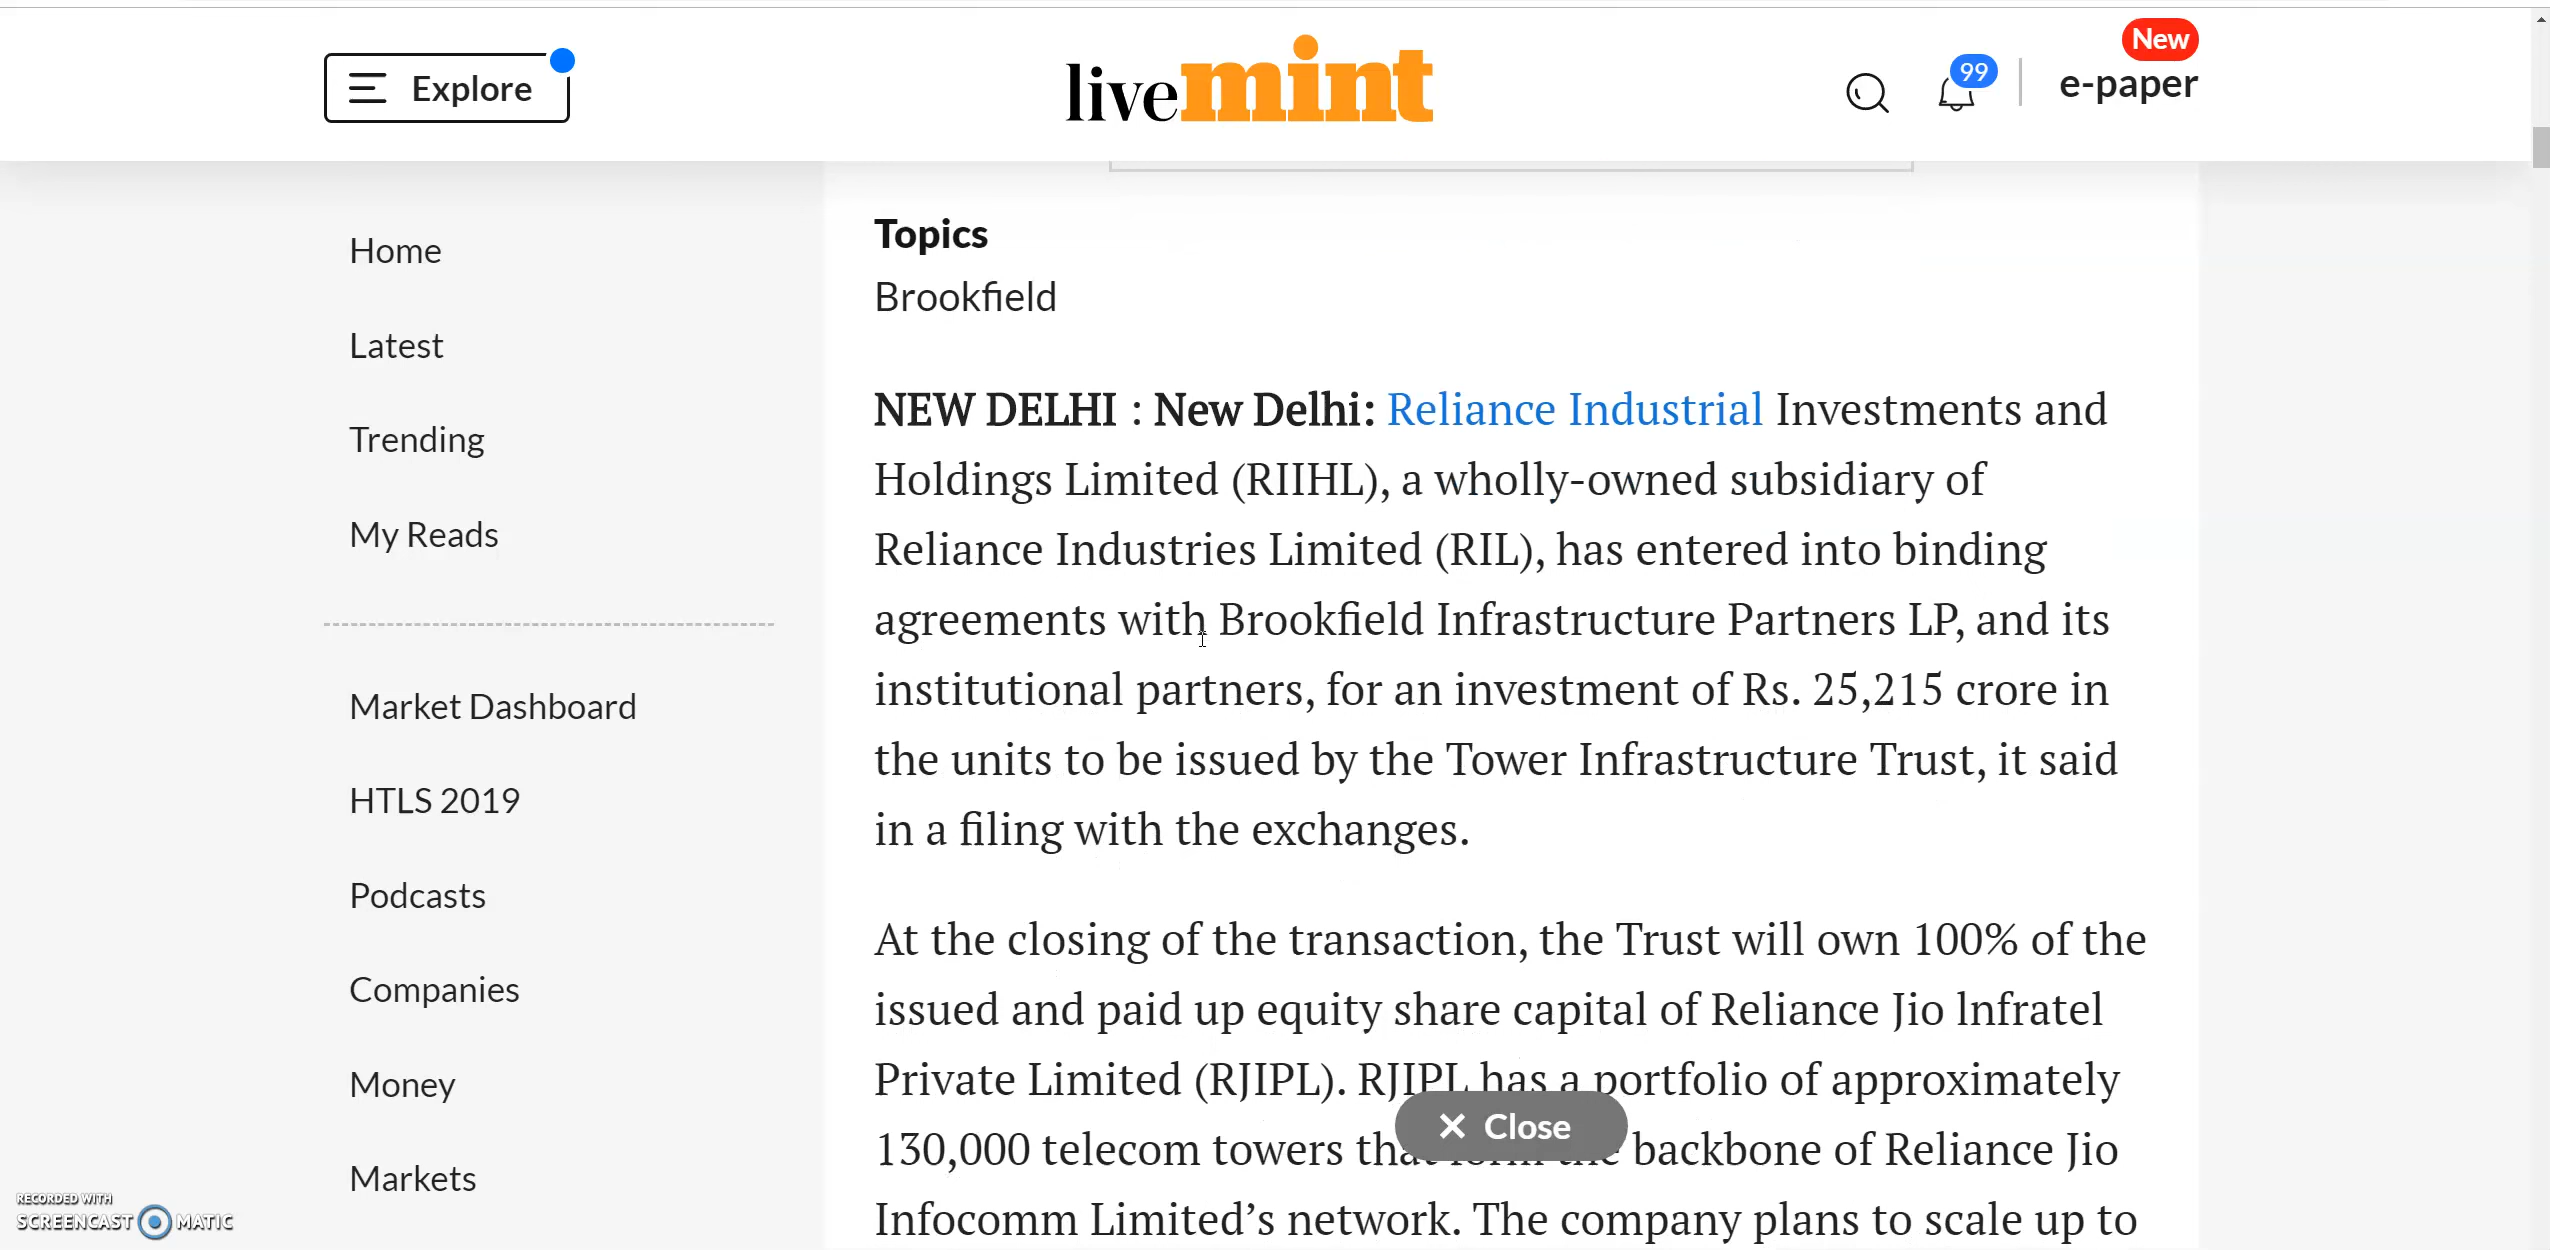 Explore
livemint
99
New
e-paper
Home
Latest
Trending
My Reads
Market Dashboard
HTLS 2019
Podcasts
Companies
Money
Markets
Topics
Brookfield
NEW DELHI : New Delhi: Reliance Industrial Investments and
Holdings Limited (RIIHL), a wholly-owned subsidiary of
Reliance Industries Limited (RIL), has entered into binding
agreements with Brookfield Infrastructure Partners LP, and its
institutional partners, for an investment of Rs. 25,215 crore in
the units to be issued by the Tower Infrastructure Trust, it said
in a filing with the exchanges.
At the closing of the transaction, the Trust will own 100% of the
issued and paid up equity share capital of Reliance Jio lnfratel
Private Limited (RJIPL). RJIPL has a portfolio of approximately
130,000 telecom towers that form the backbone of Reliance Jio
Infocomm Limited’s network. The company plans to scale up to
Close
RECORDED WITH
SCREENCAST MATIC